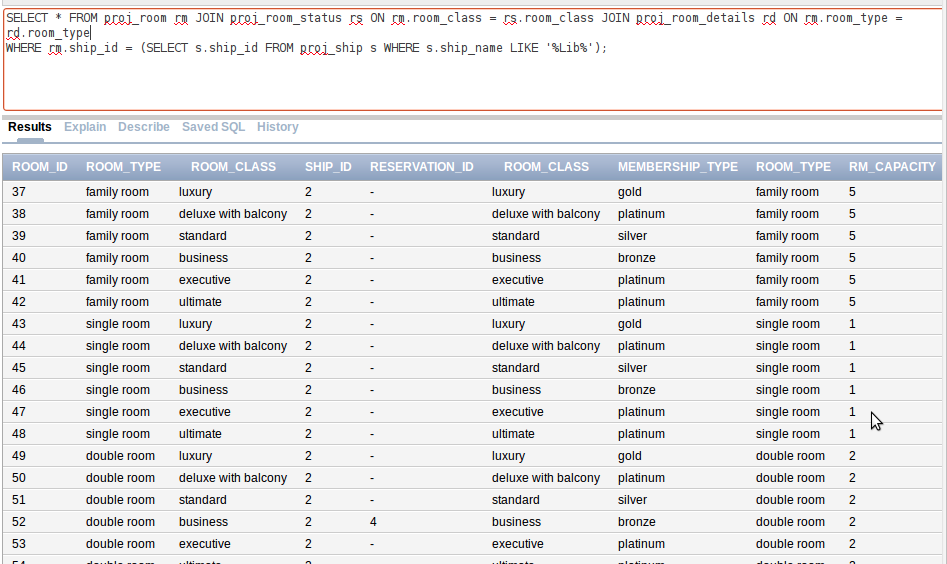 SELECT * FROM proj_room rm JOIN proj_room_status rs ON rm.room_class = rs.room_class JOIN proj_room_details rd ON rm.room_type =
rd.room_type
WHERE rm.ship_id = (SELECT s.ship_id FROM proj_ship s WHERE s.ship_name LIKE '%Lib%');
Results Explain Describe Saved SQL History
ROOM_ID ROOM_TYPE ROOM_CLASS SHIP_ID RESERVATION_ID ROOM_CLASS MEMBERSHIP_TYPE ROOM_TYPE RM_CAPACITY
37 family room luxury 2 - luxury gold family room 5
38 family room deluxe with balcony 2 - deluxe with balcony platinum family room 5
39 family room standard 2 - standard silver family room 5
40 family room business 2 - business bronze family room 5
41 family room executive 2 - executive platinum family room 5
42 family room ultimate 2 - ultimate platinum family room 5
43 single room luxury 2 - luxury gold single room 1
44 single room deluxe with balcony 2 - deluxe with balcony platinum single room 1
45 single room standard 2 - standard silver single room 1
46 single room business 2 - business bronze single room 1
47 single room executive 2 - executive platinum single room 1
48 single room ultimate 2 - ultimate platinum single room 1
49 double room luxury 2 - luxury gold double room 2
50 double room deluxe with balcony 2 - deluxe with balcony platinum double room 2
51 double room standard 2 - standard silver double room 2
52 double room business 2 4 business bronze double room 2
53 double room executive 2 - executive platinum double room 2